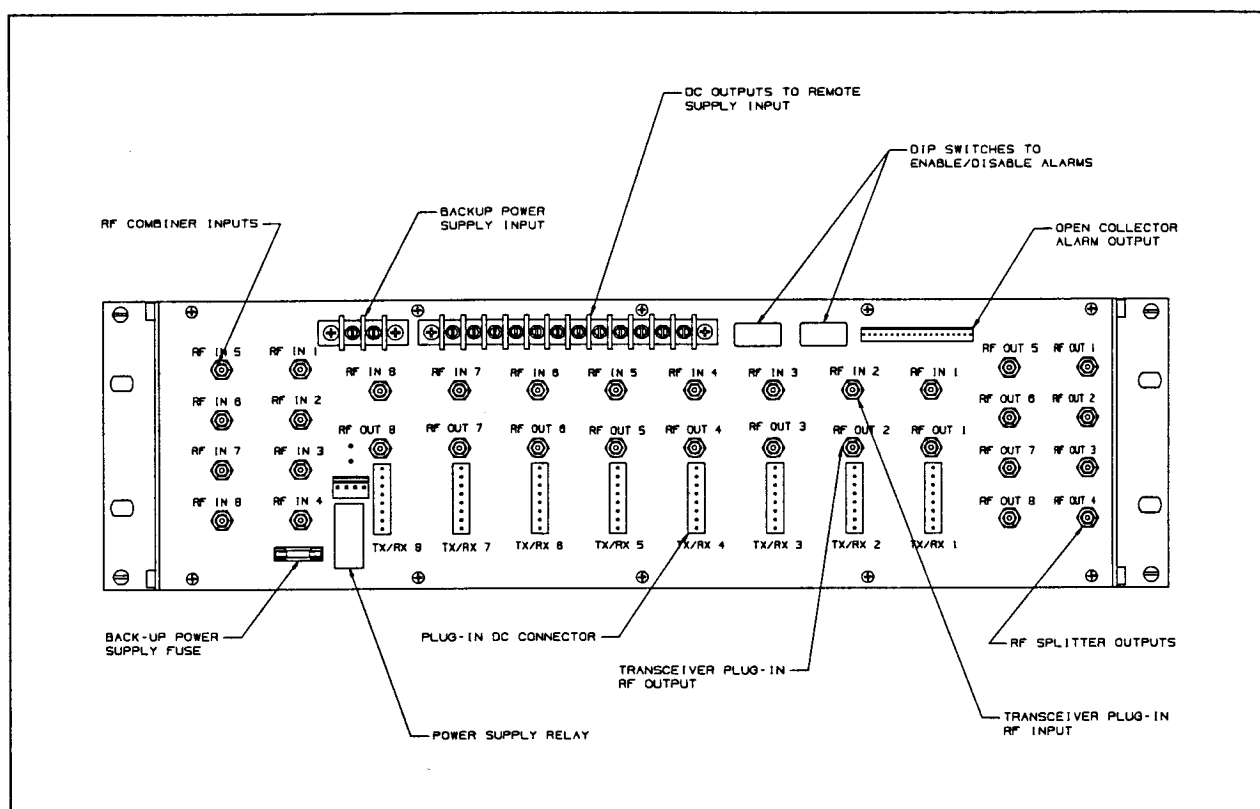 DC OUTPUTS TO REMOTE
SUPPLY INPUT
DIP SWITCHES TO
ENABLE/DISABLE ALARMS
RF COMBINER INPUTS
BACKUP POWER
SUPPLY INPUT
OPEN COLLECTOR
ALARM OUTPUT
RF IN 5
RF IN 1
RF IN 8
RF IN 7
RF IN 6
RF IN 5
RF IN 4
RF IN 3
RF IN 2
RF IN 1
RF OUT 5
RF OUT 1
RF IN 6
RF IN 2
RF OUT 8
RF OUT 7
RF OUT 6
RF OUT 5
RF OUT 4
RF OUT 3
RF OUT 2
RF OUT 1
RF OUT 6
RF OUT 2
RF IN 7
RF IN 3
RF OUT 7
RF OUT 3
RF IN 8
RF IN 4
RF OUT 8
RF OUT 4
TX/RX 8
TX/RX 7
TX/RX 6
TX/RX 5
TX/RX 4
TX/RX 3
TX/RX 2
TX/RX 1
BACK-UP POWER
SUPPLY FUSE
PLUG-IN DC CONNECTOR
RF SPLITTER OUTPUTS
TRANSCEIVER PLUG-IN
RF OUTPUT
TRANSCEIVER PLUG-IN
RF INPUT
POWER SUPPLY RELAY